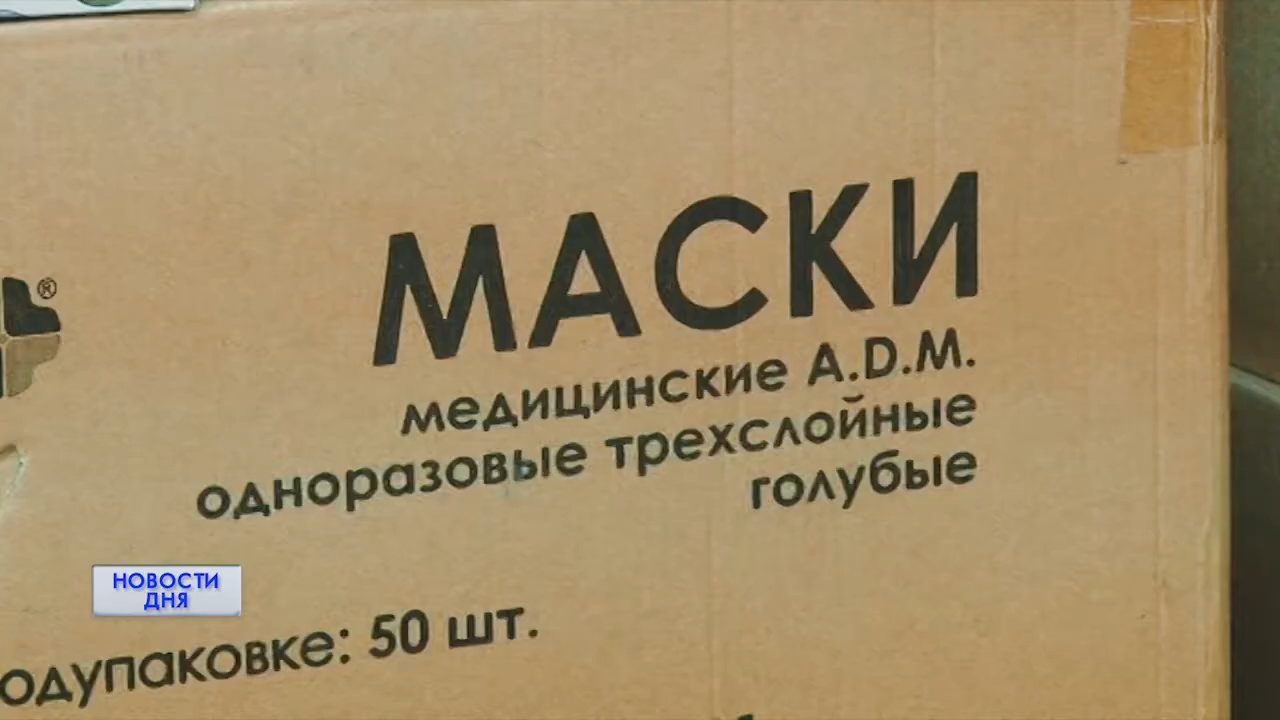 ®
МАСКИ
медицинские A.D.M.
одноразовые трехслойные
голубые
НОВОСТИ
ДНЯ
одупаковке: 50 шт.